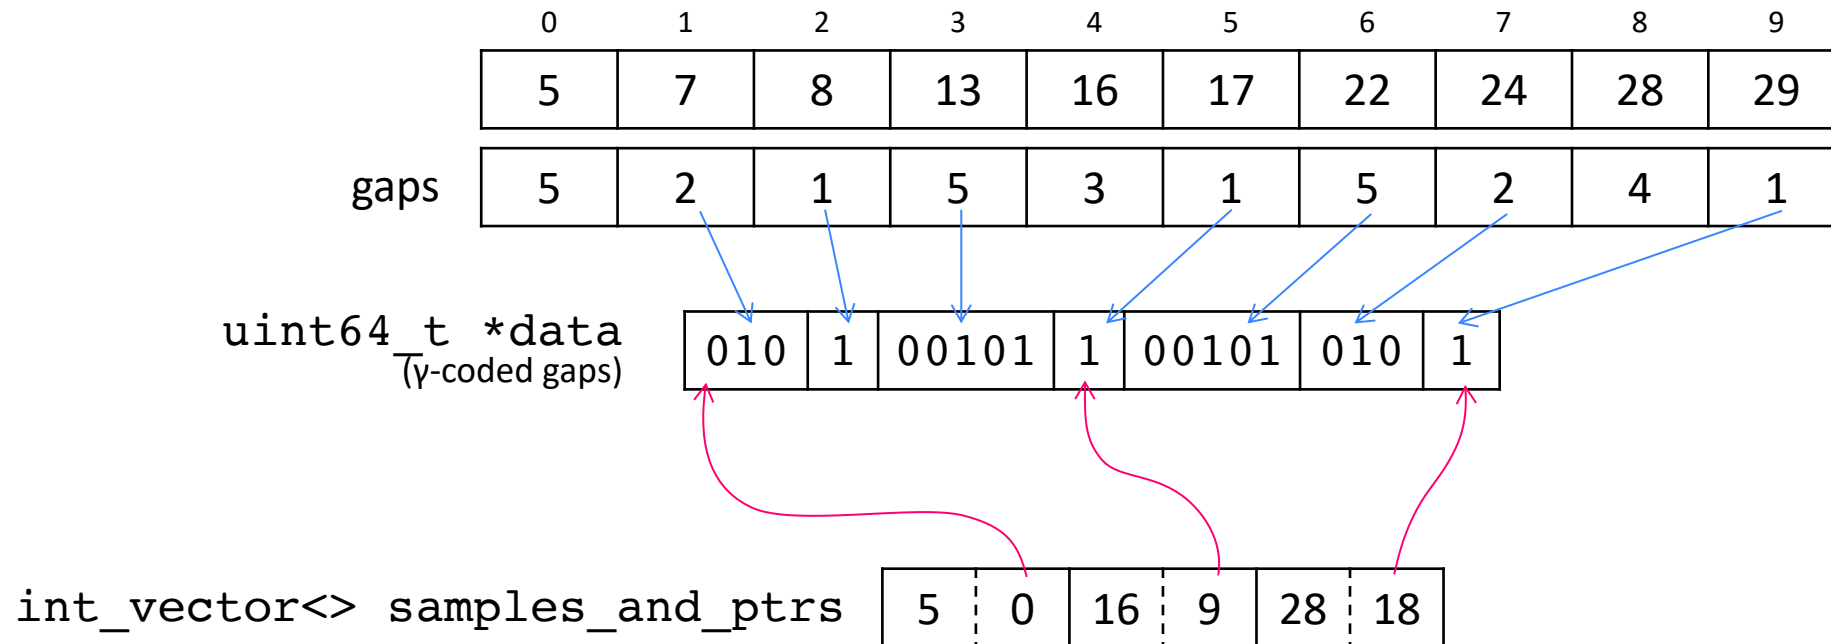 0 1 2 3 4 5 6 7 8 9
5 7 8 13 16 17 22 24 28 29
gaps 5 2 1 5 3 1 5 2 4 1
uint64_t *data 010 1 00101 1 00101 010 1
(γ-coded gaps)
int_vector<> samples_and_ptrs 5 0 16 9 28 18